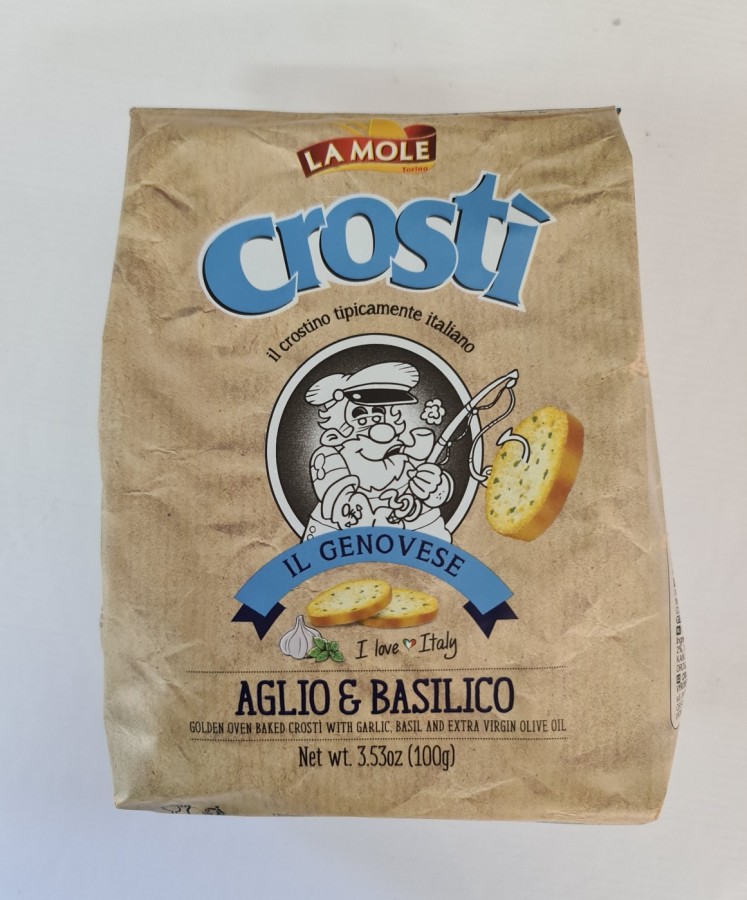 LA MOLE
Torino
crostì
il crostino tipicamente italiano
IL GENOVESE
I love Italy
AGLIO & BASILICO
GOLDEN OVEN BAKED CROSTÌ WITH GARLIC, BASIL AND EXTRA VIRGIN OLIVE OIL
Net wt. 3.53oz (100g)